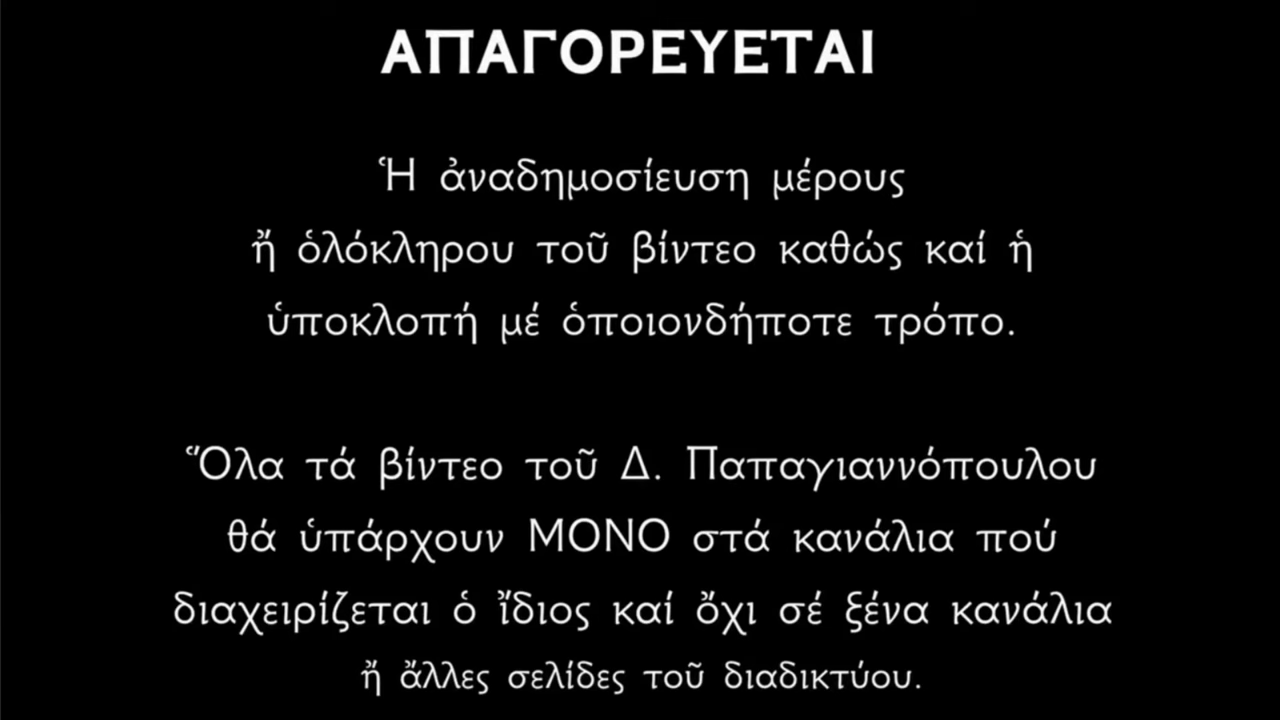 ΑΠΑΓΟΡΕΥΕΤΑΙ
Ἡ ἀναδημοσίευση μέρους
ἤ ὁλόκληρου τοῦ βίντεο καθώς καί ἡ
ὑποκλοπή μέ ὁποιονδήποτε τρόπο.
Ὅλα τά βίντεο τοῦ Δ. Παπαγιαννόπουλου
θά ὑπάρχουν ΜΟΝΟ στά κανάλια πού
διαχειρίζεται ὁ ἴδιος καί ὄχι σέ ξένα κανάλια
ἤ ἄλλες σελίδες τοῦ διαδικτύου.